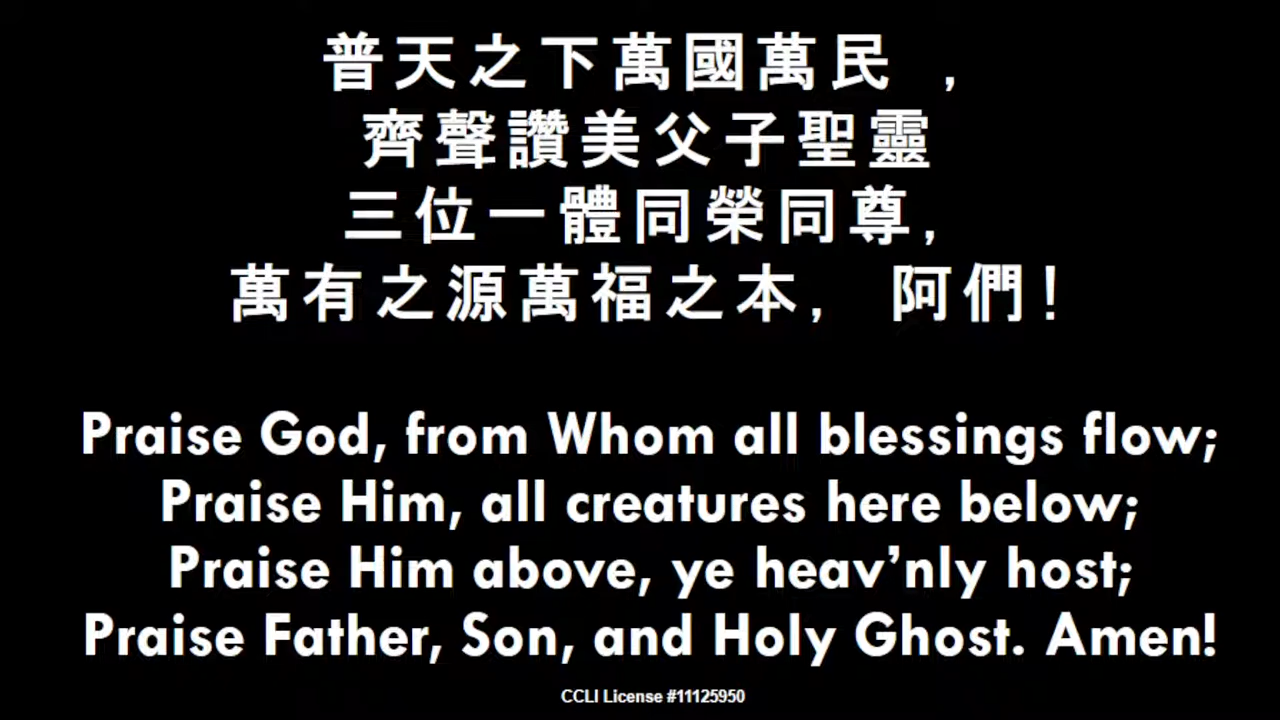 普天之下萬國萬民 ,
齊聲讚美父子聖靈
三位一體同榮同尊,
萬有之源萬福之本, 阿們!
Praise God, from Whom all blessings flow;
Praise Him, all creatures here below;
Praise Him above, ye heav’nly host;
Praise Father, Son, and Holy Ghost. Amen!
CCLI License #11125950